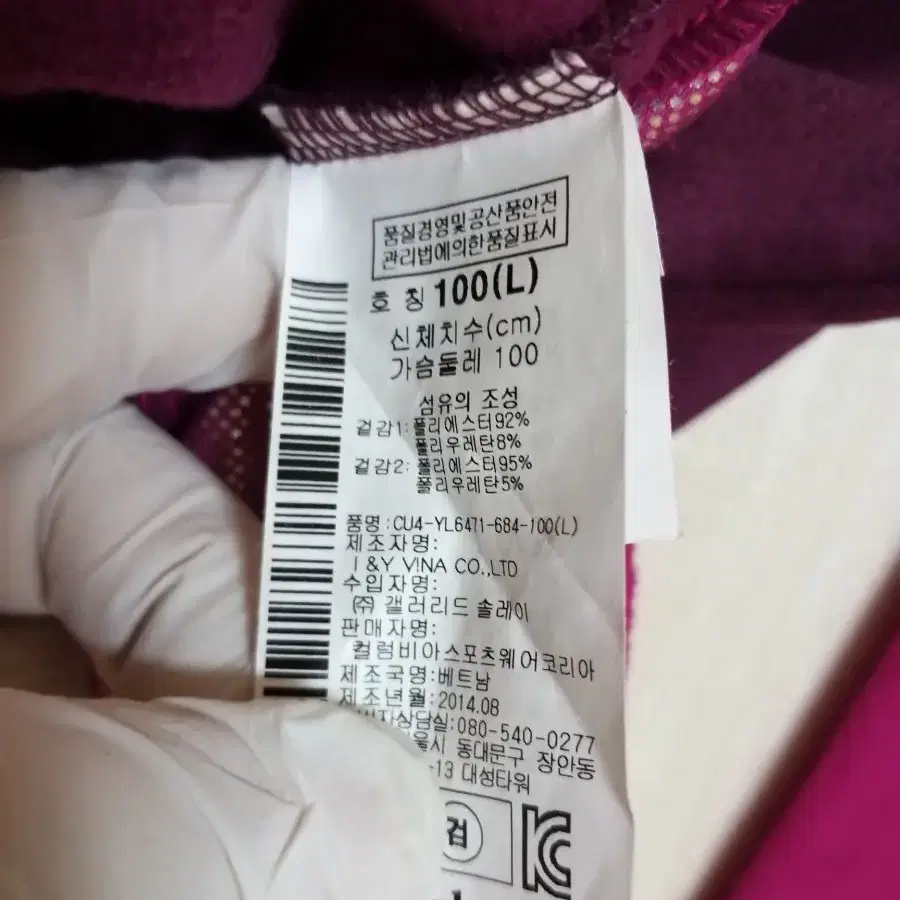 품질경영및공산품안전
관리법에의한품질표시
호 칭 100(L)
신체치수(cm)
가슴둘레 100
섬유의 조성
겉감1: 폴리에스터92%
폴리우레탄8%
겉감2: 폴리에스터95%
폴리우레탄5%
품명:CU4-YL6471-684-100(L)
제조자명:
I &Y VINA CO.,LTD
수입자명:
㈜ 갤러리드 솔레이
판매자명:
컬럼비아스포츠웨어코리아
제조국명:베트남
제조년월:2014.08
상담실:080-540-0277
동대문구 장안동
-13 대성타워
검
KC